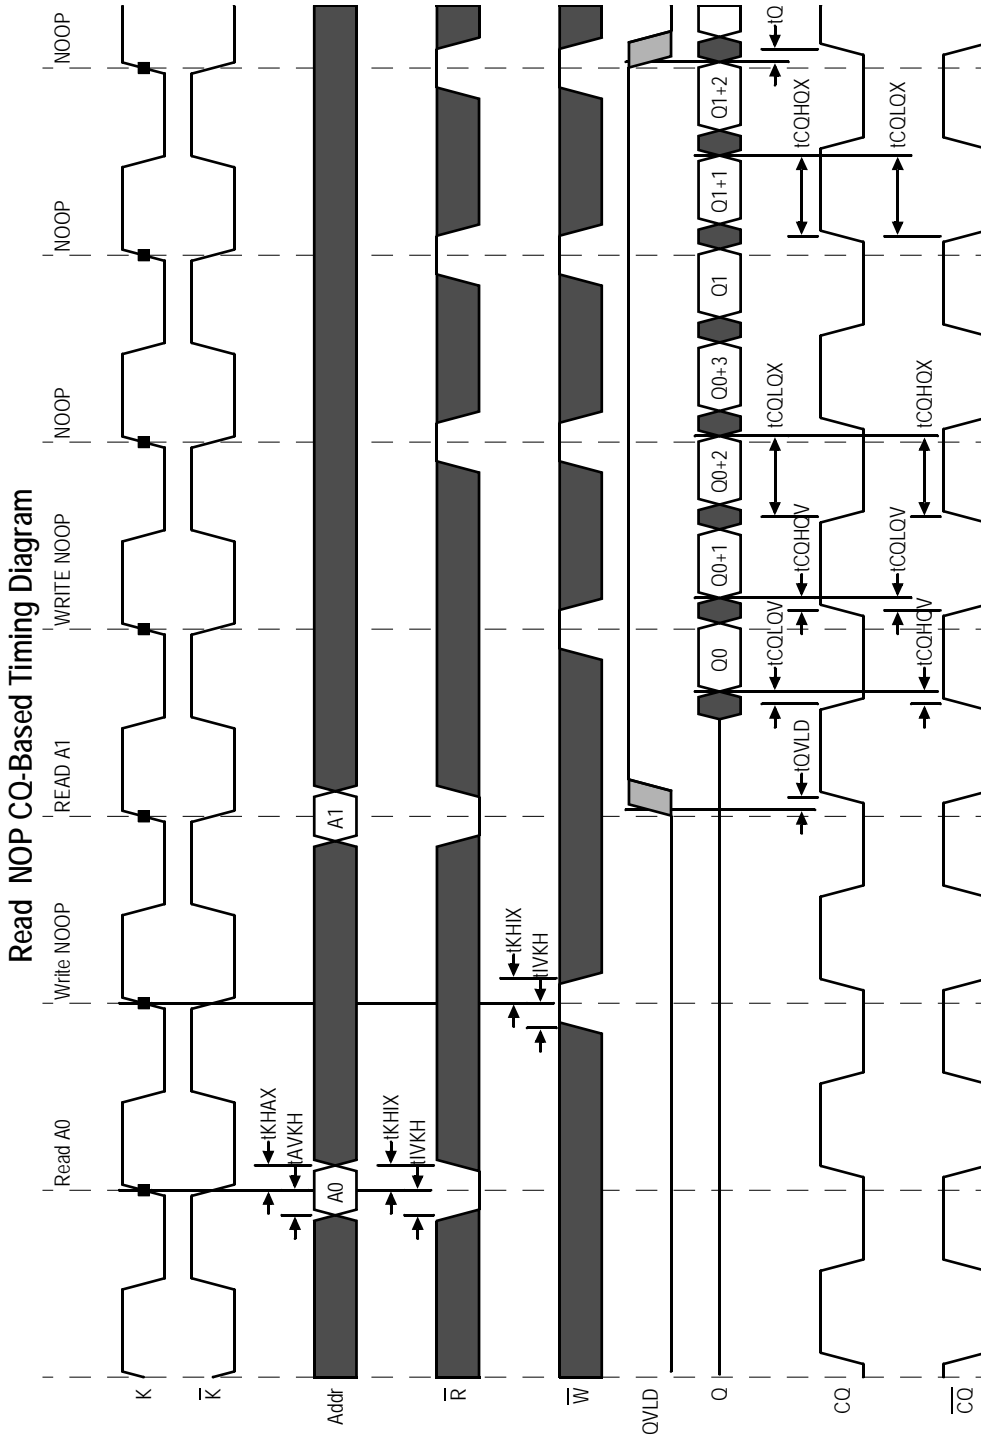 Read NOP CQ-Based Timing Diagram
Read A0
Write NOOP
READ A1
WRITE NOOP
NOOP
NOOP
NOOP
K
K
tKHAX
tAVKH
Addr
A0
A1
tKHIX
tIVKH
R
tKHIX
tIVKH
W
QVLD
Q
Q0
Q0+1
Q0+2
Q0+3
Q1
Q1+1
Q1+2
tQVLD
tCQLQV
tCQHQV
tCQLQX
tCQHQX
tQ
CQ
tCQHQV
tCQLQV
tCQHQX
tCQLQX
CQ